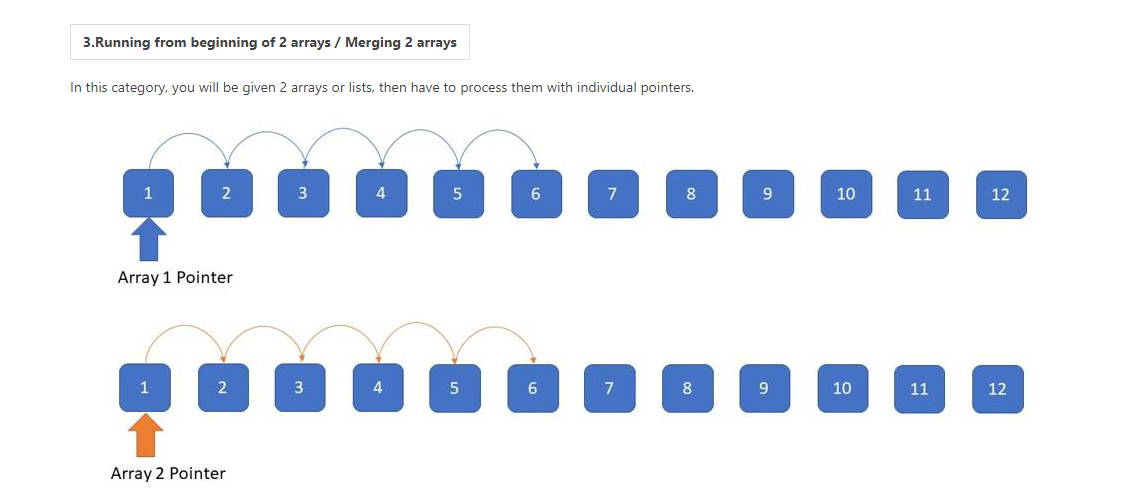 3.Running from beginning of 2 arrays / Merging 2 arrays
In this category, you will be given 2 arrays or lists, then have to process them with individual pointers.
1 2 3 4 5 6 7 8 9 10 11 12
Array 1 Pointer
1 2 3 4 5 6 7 8 9 10 11 12
Array 2 Pointer